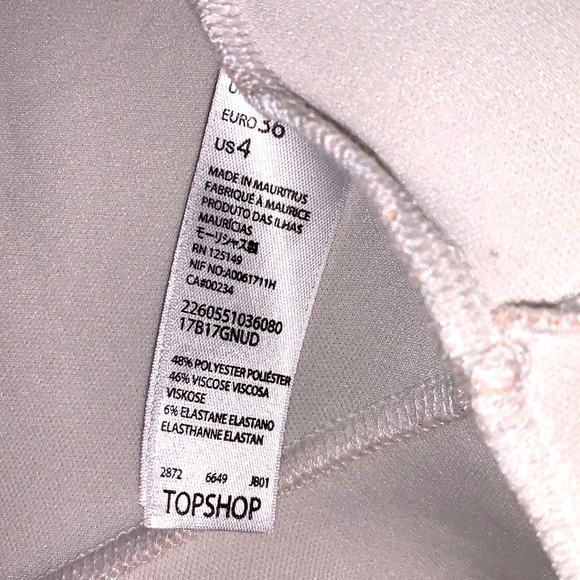 U
EURO 36
US 4
MADE IN MAURITIUS
FABRIQUÉ À MAURICE
PRODUTO DAS ILHAS
MAURÍCIAS
モーリシャス製
RN 125149
NIF NO:A0061711H
CA#00234
2260551036080
17B17GNUD
48% POLYESTER POLIÉSTER
46% VISCOSE VISCOSA
VISKOSE
6% ELASTANE ELASTANO
ELASTHANNE ELASTAN
2872 6649 JB01
TOPSHOP